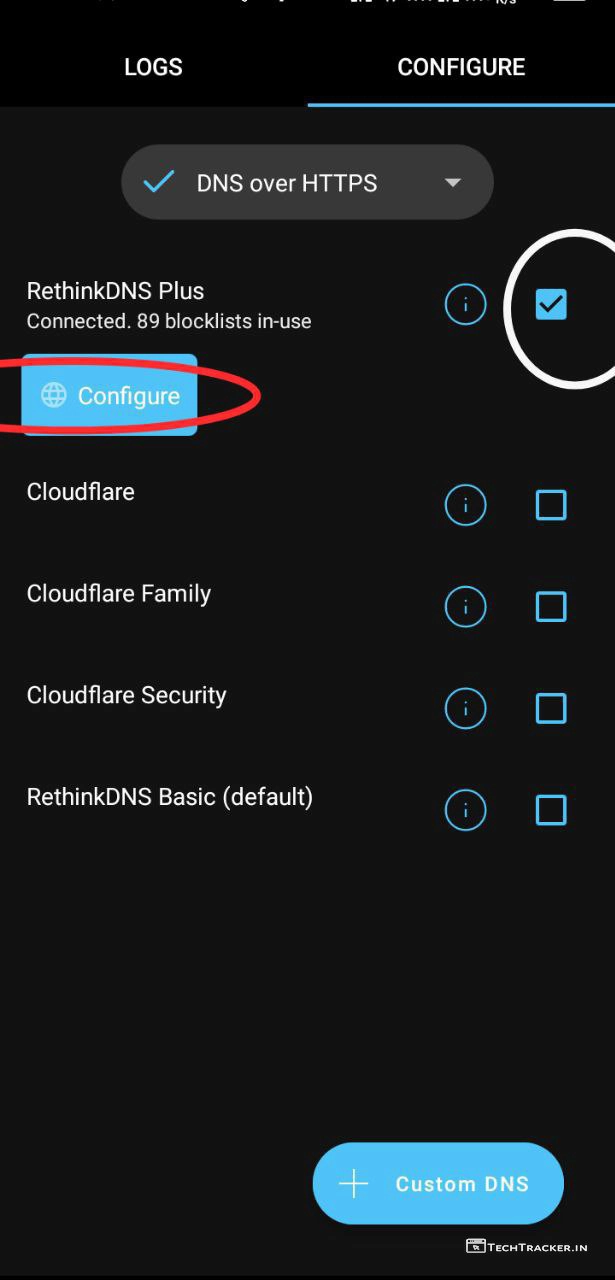 LOGS
CONFIGURE
DNS over HTTPS
RethinkDNS Plus
Connected. 89 blocklists in-use
Configure
Cloudflare
Cloudflare Family
Cloudflare Security
RethinkDNS Basic (default)
Custom DNS
TECHTRACKER.IN